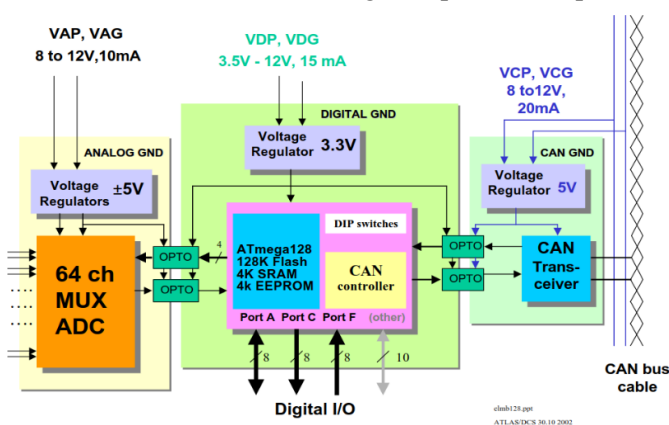 VAP, VAG
8 to 12V,10mA
VDP, VDG
3.5V - 12V, 15 mA
VCP, VCG
8 to12V,
20mA
DIGITAL GND
ANALOG GND
CAN GND
Voltage
Regulators
±5V
Voltage
Regulator
3.3V
Voltage
Regulator
5V
64 ch
MUX
ADC
OPTO
OPTO
4
ATmega128
128K Flash
4K SRAM
4k EEPROM
DIP switches
CAN
controller
Port A Port C Port F (other)
OPTO
OPTO
CAN
Trans-
ceiver
8
8
8
10
Digital I/O
CAN bus
cable
elmb128.ppt
ATLAS/DCS 30.10 2002